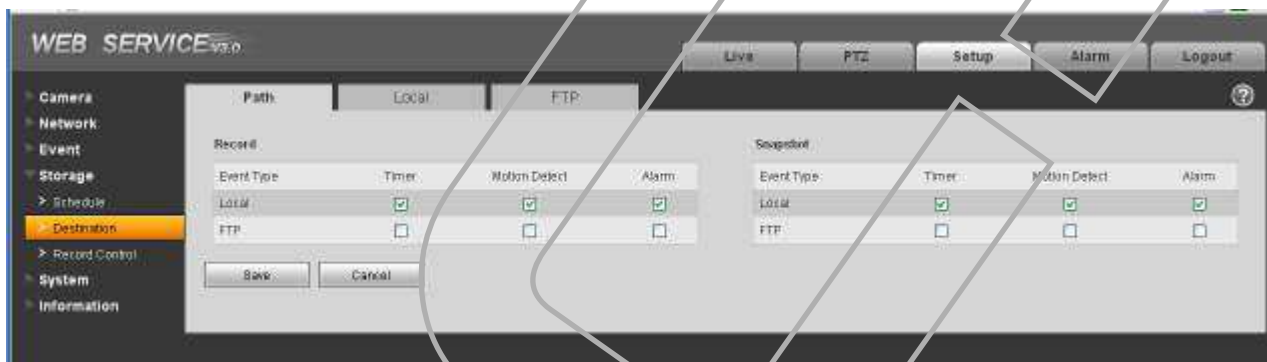 WEB SERVICE V3.0
Live PTZ Setup Alarm Logout
Path Local FTP ?
Camera
Network
Event
Storage
> Schedule
> Destination
> Record Control
System
Information
Record
Event Type Timer Motion Detect Alarm
Local
FTP
Save Cancel
Snapshot
Event Type Timer Motion Detect Alarm
Local
FTP